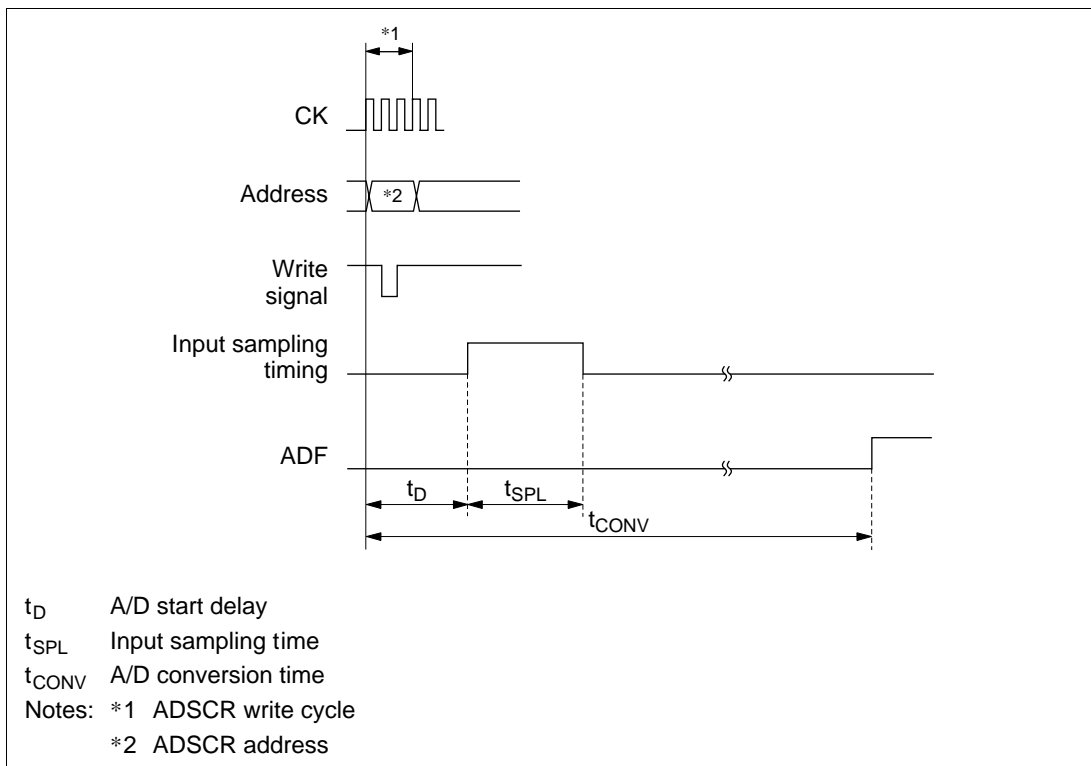 *1
CK
Address
*2
Write
signal
Input sampling
timing
ADF
tD
tSPL
tCONV
tD A/D start delay
tSPL Input sampling time
tCONV A/D conversion time
Notes: *1 ADSCR write cycle
*2 ADSCR address